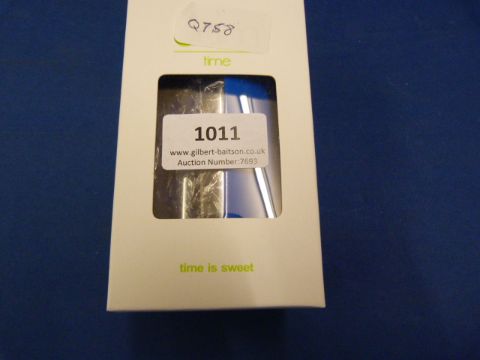 Q758
time
1011
www.gilbert-baitson.co.uk
Auction Number:7693
time is sweet